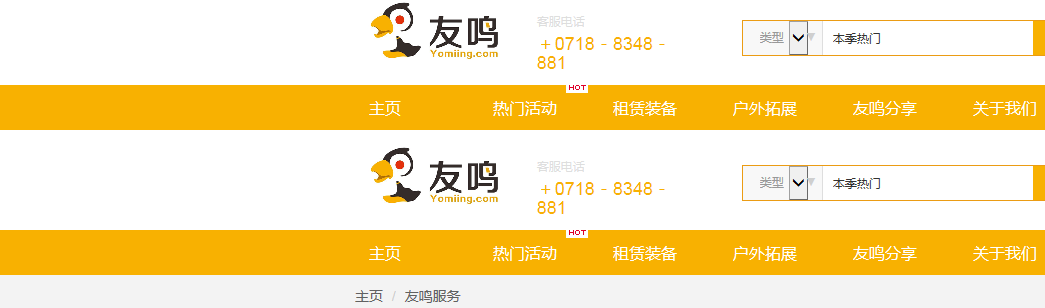 友鸣
Yomiing.com
客服电话
+0718-8348-
881
类型
本季热门
HOT
主页 热门活动 租赁装备 户外拓展 友鸣分享 关于我们
友鸣
Yomiing.com
客服电话
+0718-8348-
881
类型
本季热门
HOT
主页 热门活动 租赁装备 户外拓展 友鸣分享 关于我们
主页 / 友鸣服务